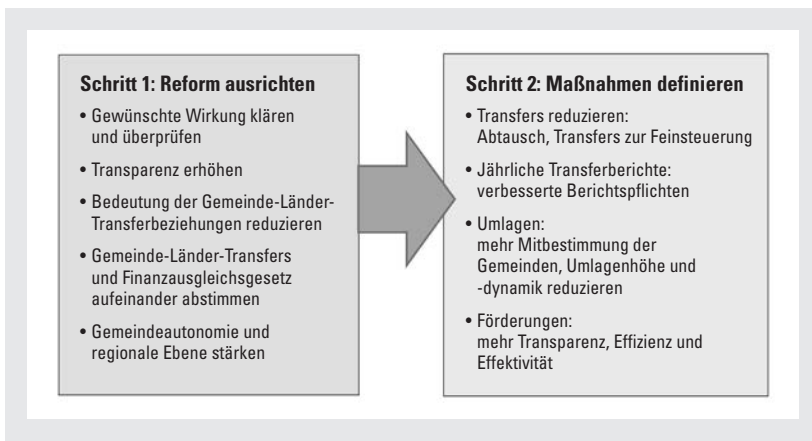 Schritt 1: Reform ausrichten
• Gewünschte Wirkung klären
und überprüfen
• Transparenz erhöhen
• Bedeutung der Gemeinde-Länder-
Transferbeziehungen reduzieren
• Gemeinde-Länder-Transfers
und Finanzausgleichsgesetz
aufeinander abstimmen
• Gemeindeautonomie und
regionale Ebene stärken
Schritt 2: Maßnahmen definieren
• Transfers reduzieren:
Abtausch, Transfers zur Feinsteuerung
• Jährliche Transferberichte:
verbesserte Berichtspflichten
• Umlagen:
mehr Mitbestimmung der
Gemeinden, Umlagenhöhe und
-dynamik reduzieren
• Förderungen:
mehr Transparenz, Effizienz und
Effektivität